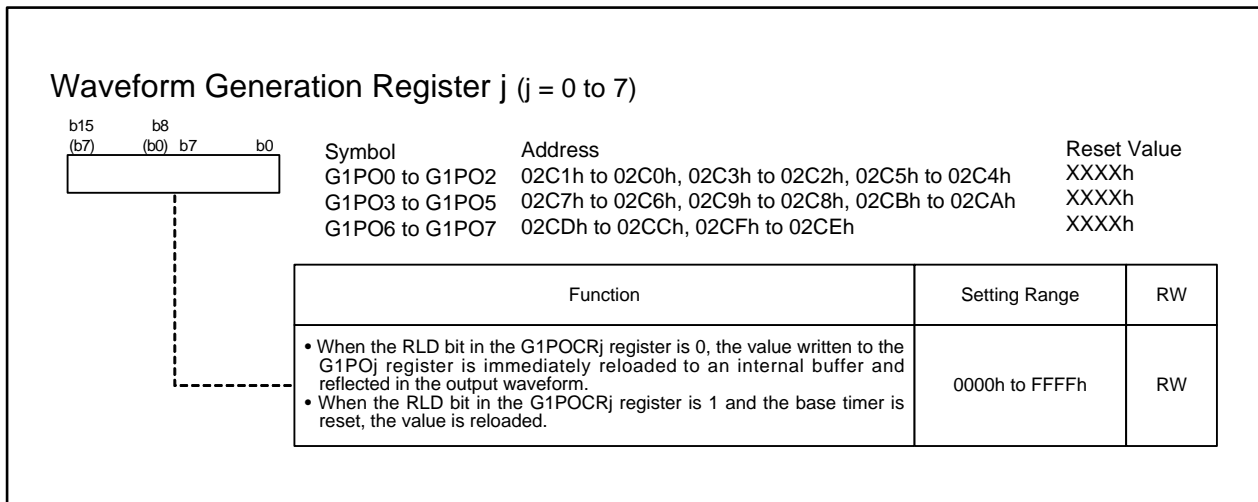 Waveform Generation Register j (j = 0 to 7)
b15 b8
(b7) (b0) b7 b0
Symbol Address Reset Value
G1PO0 to G1PO2 02C1h to 02C0h, 02C3h to 02C2h, 02C5h to 02C4h XXXXh
G1PO3 to G1PO5 02C7h to 02C6h, 02C9h to 02C8h, 02CBh to 02CAh XXXXh
G1PO6 to G1PO7 02CDh to 02CCh, 02CFh to 02CEh XXXXh
Function Setting Range RW
• When the RLD bit in the G1POCRj register is 0, the value written to the
G1POj register is immediately reloaded to an internal buffer and
reflected in the output waveform.
• When the RLD bit in the G1POCRj register is 1 and the base timer is
reset, the value is reloaded.
0000h to FFFFh RW